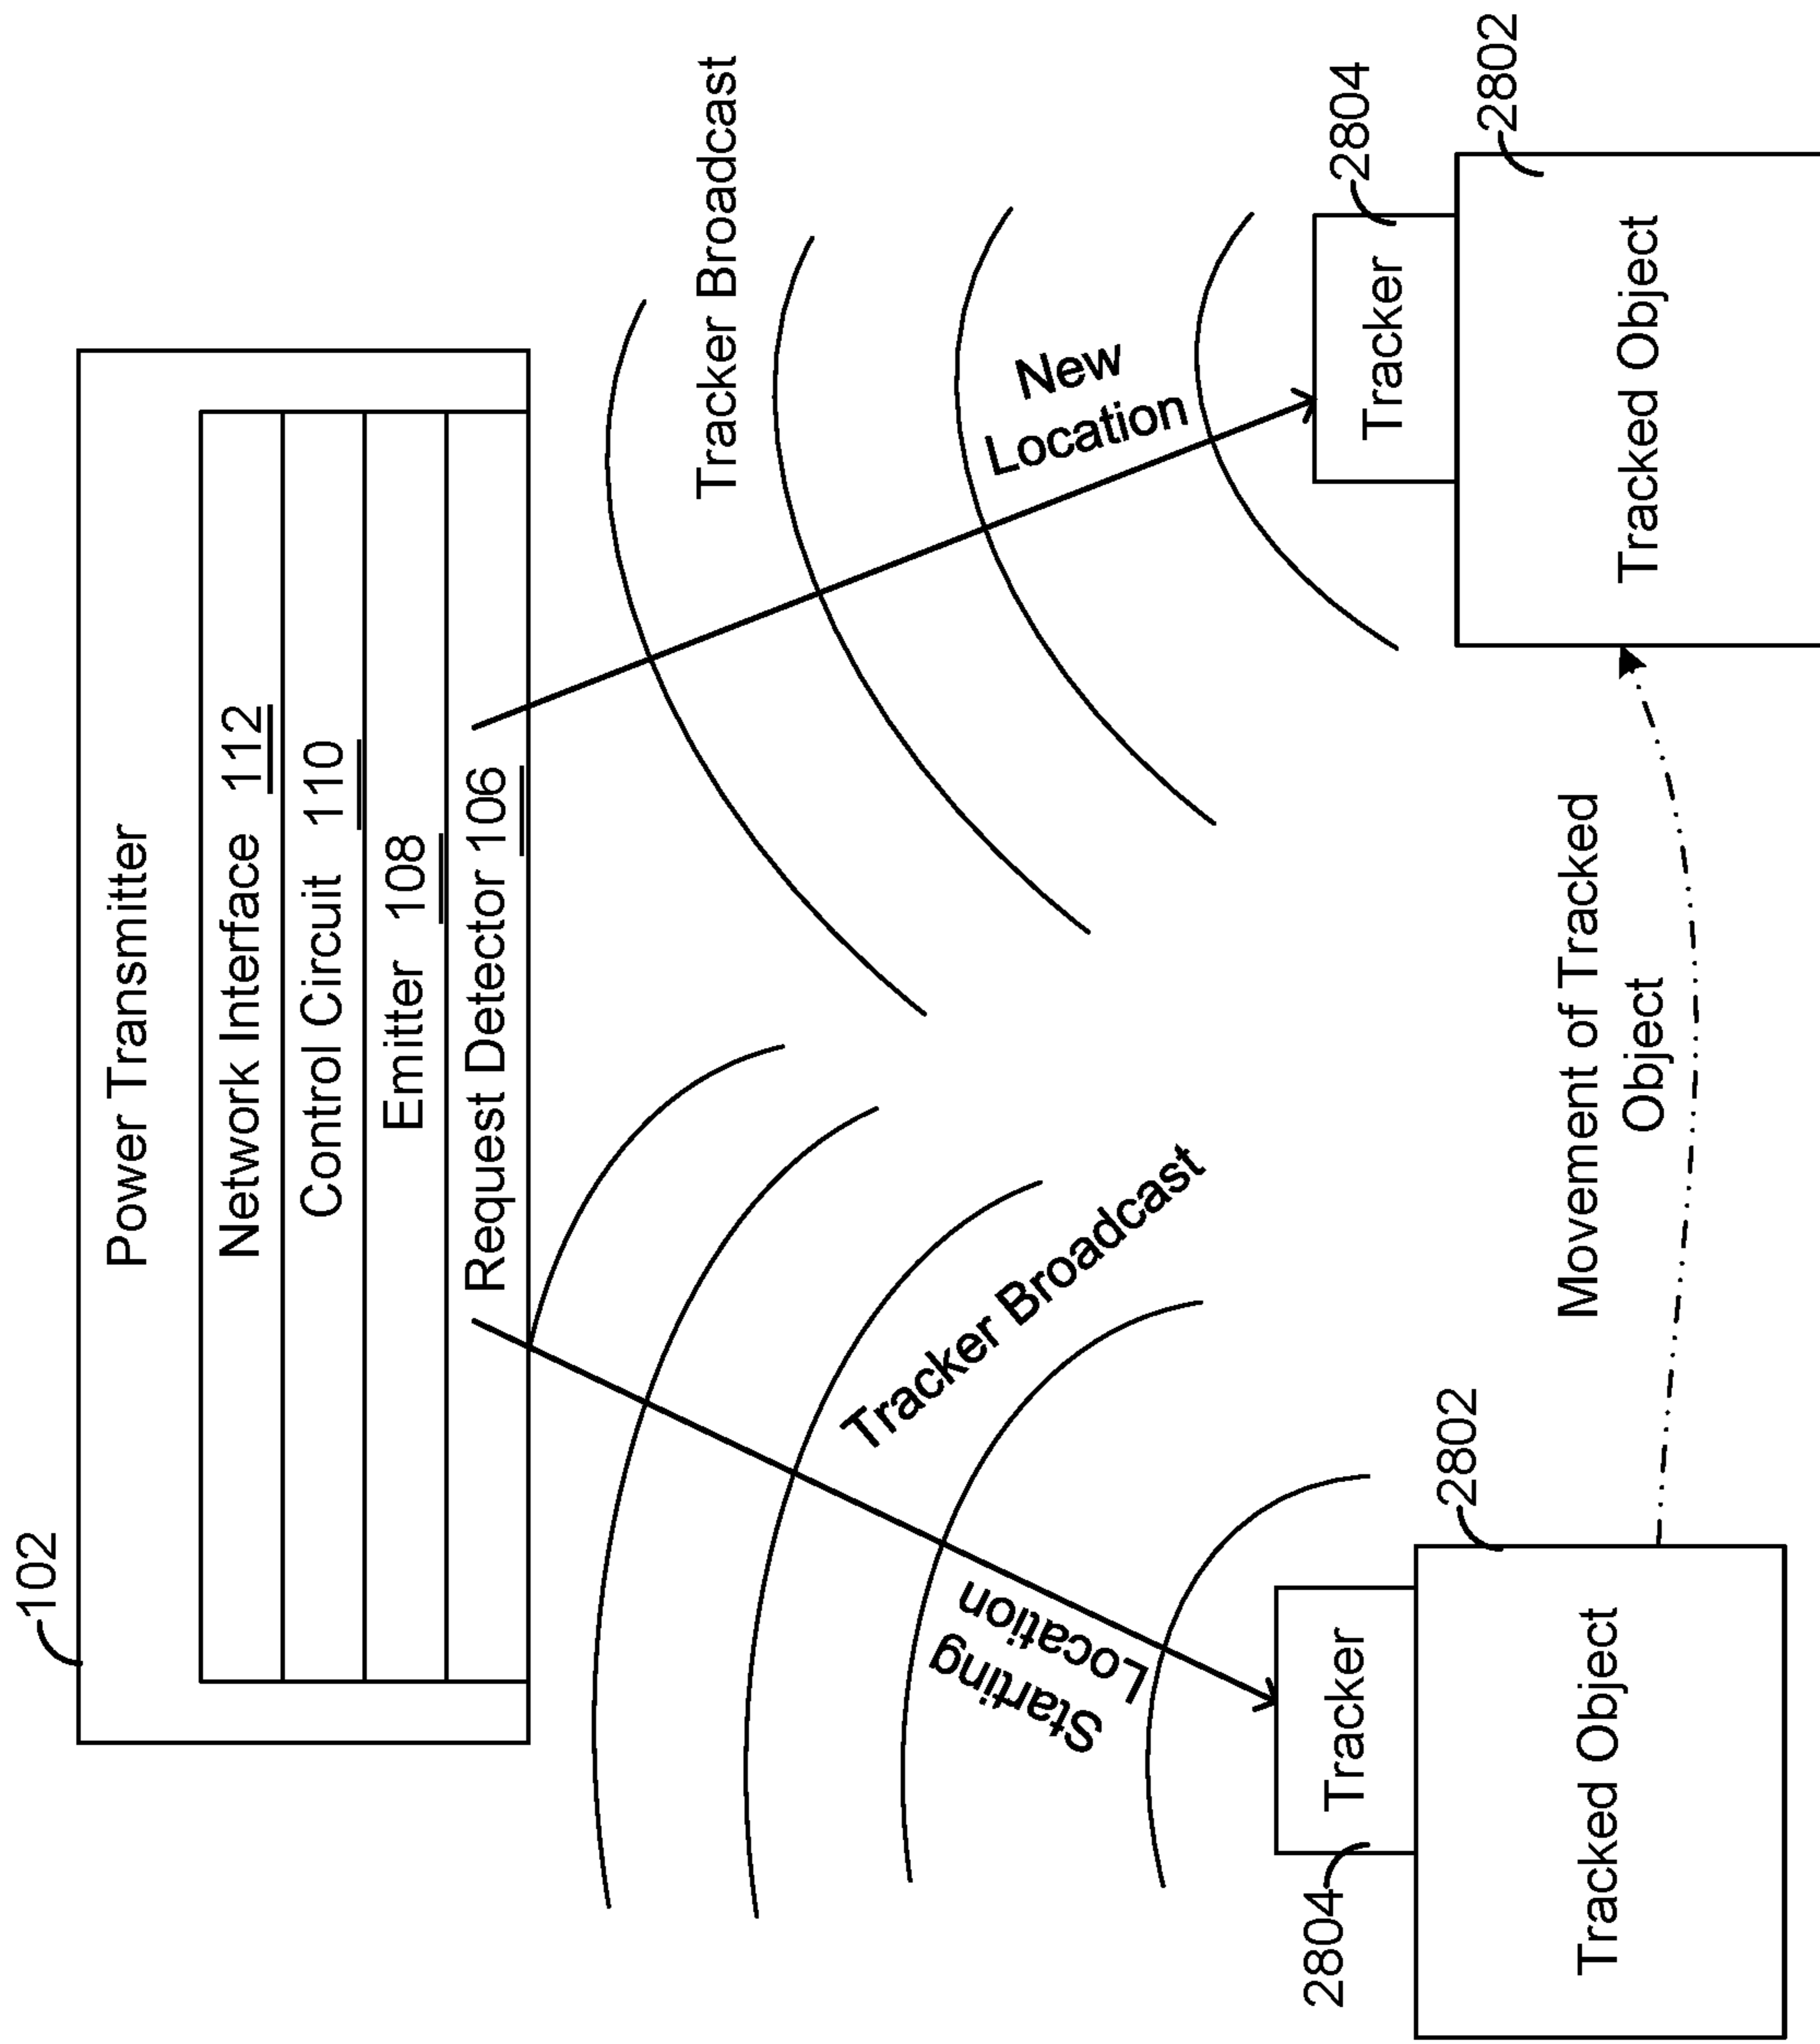 102
Power Transmitter
Network Interface 112
Control Circuit 110
Emitter 108
Request Detector 106
Tracker Broadcast
Tracker Broadcast
Starting
Location
New
Location
2804
Tracker
2802
Tracked Object
Movement of Tracked
Object
2804
Tracker
2802
Tracked Object